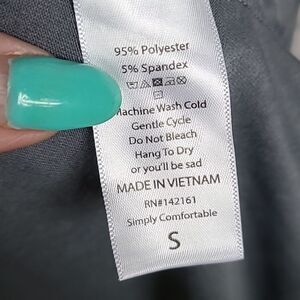 95% Polyester
5% Spandex
Machine Wash Cold
Gentle Cycle
Do Not Bleach
Hang To Dry
or you'll be sad
MADE IN VIETNAM
RN#142161
Simply Comfortable
S